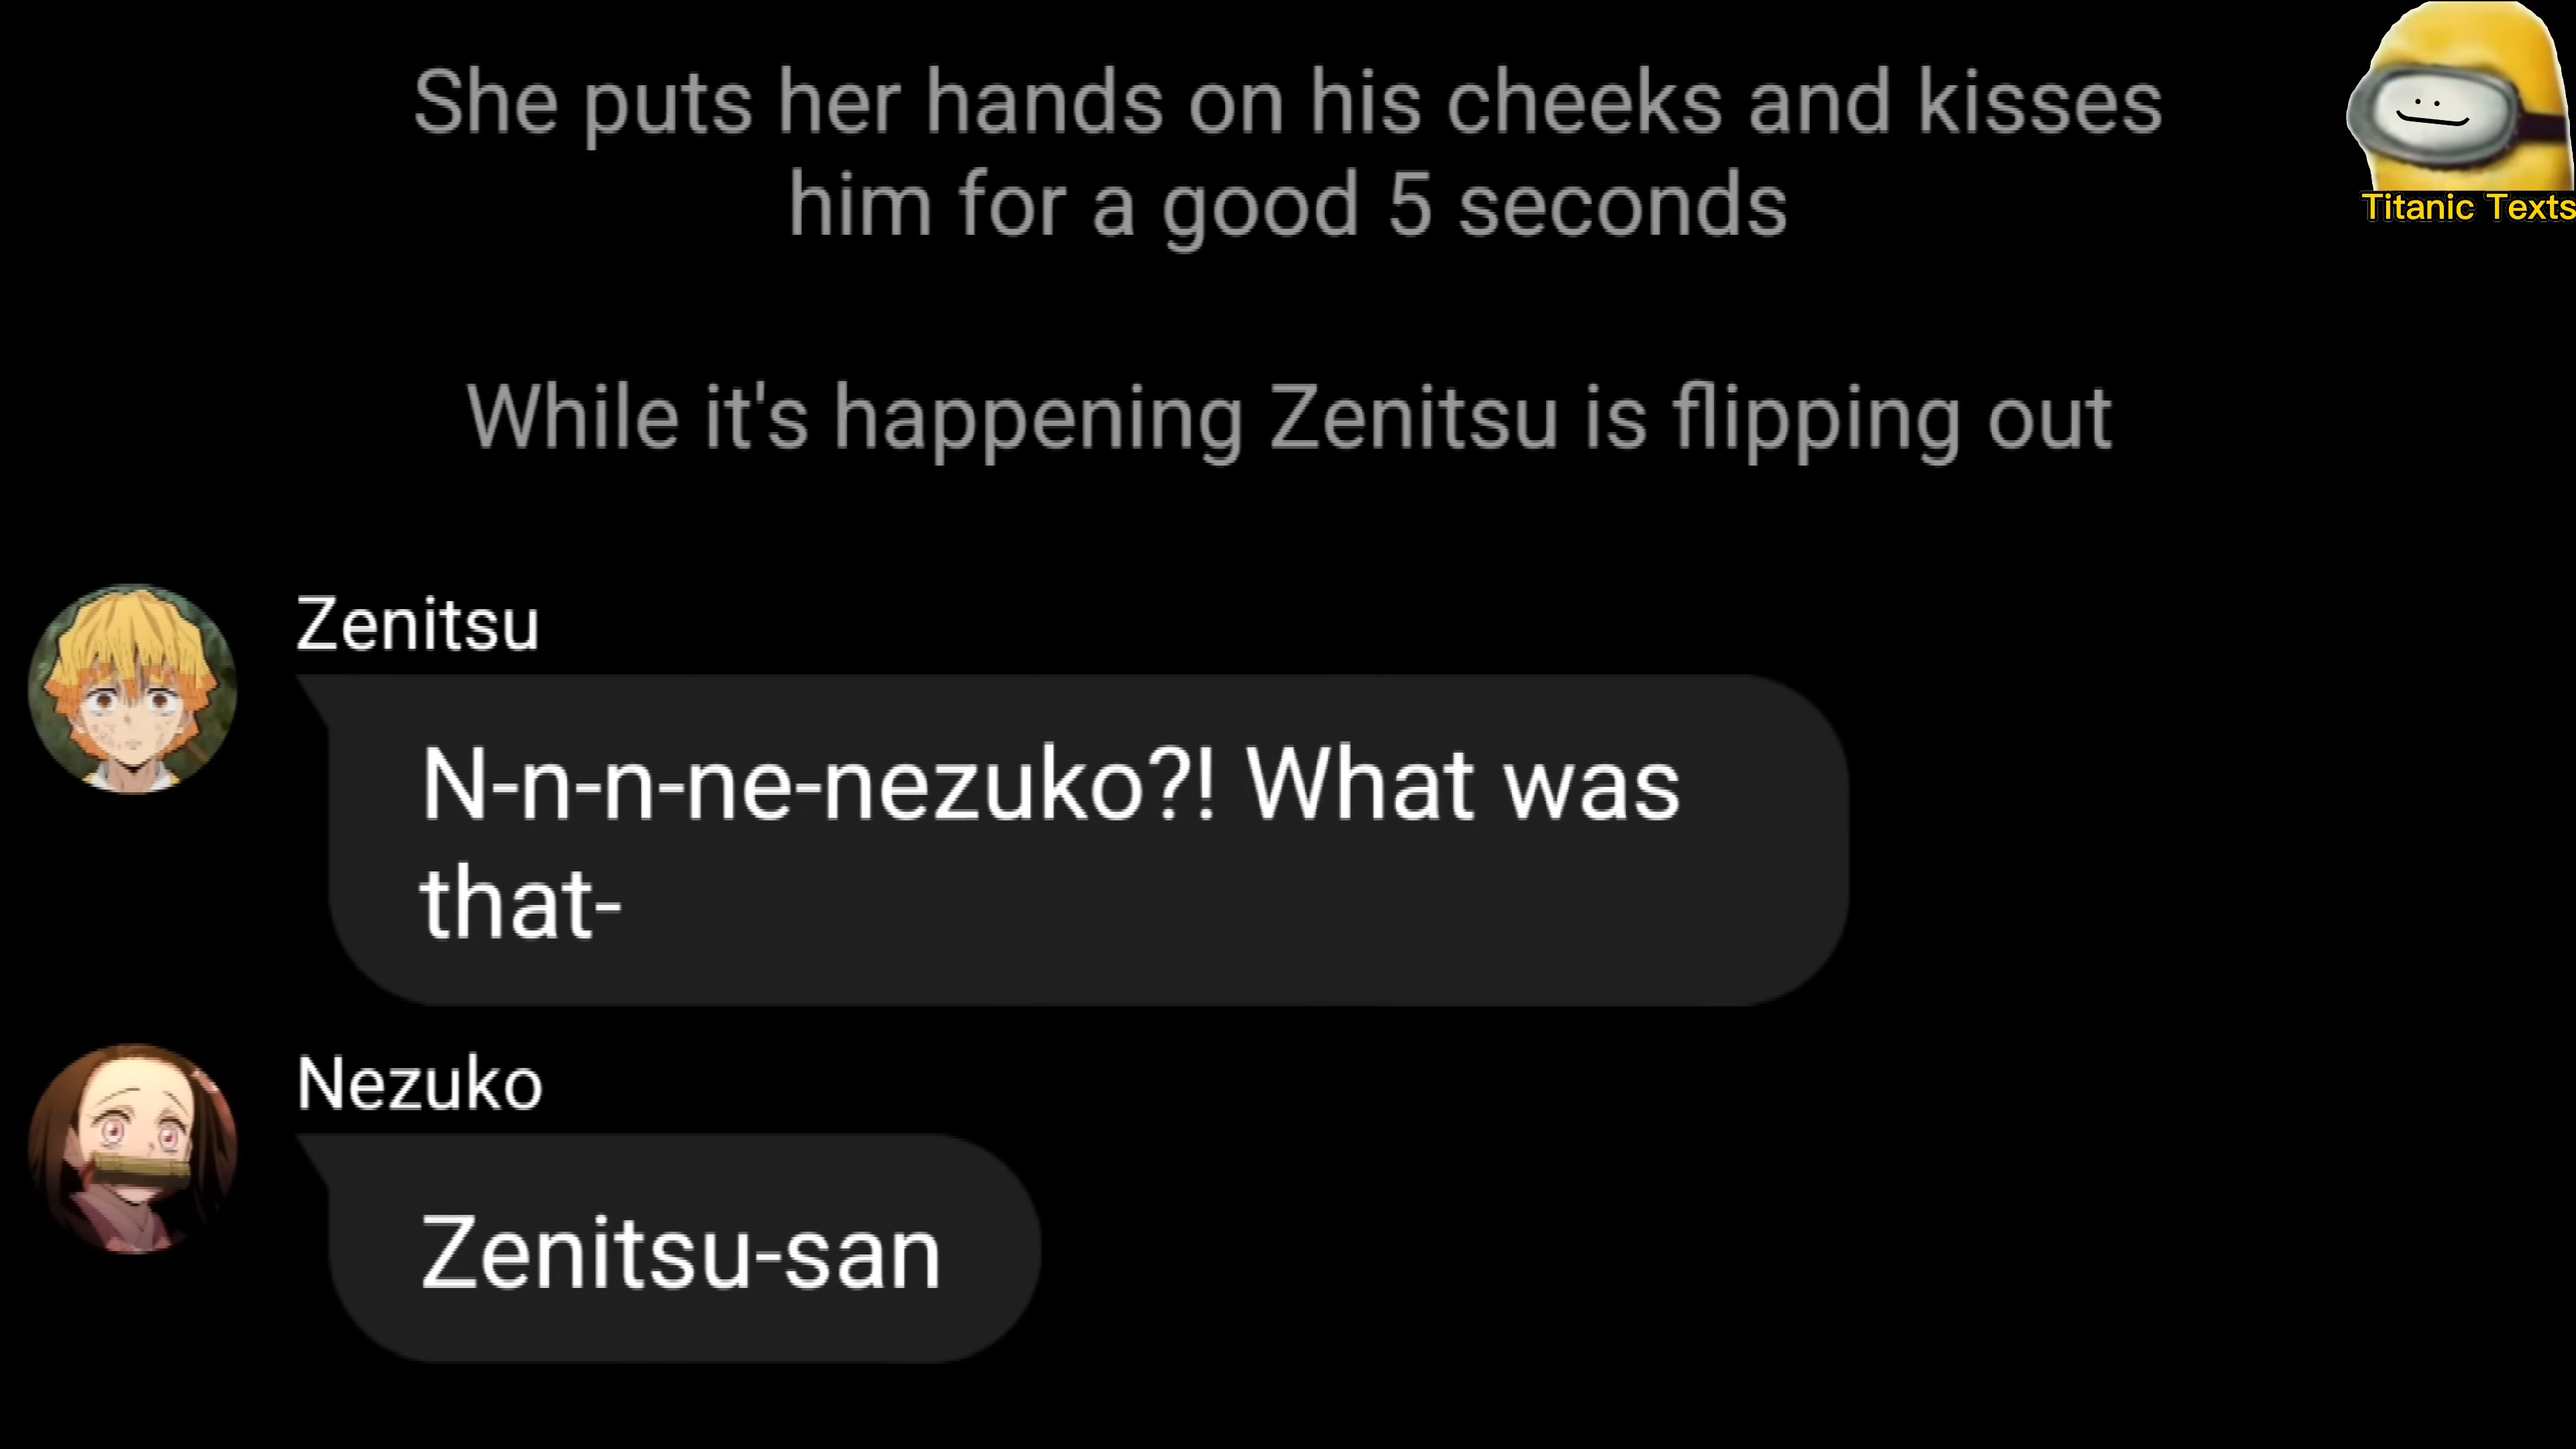 She puts her hands on his cheeks and kisses
him for a good 5 seconds
Titanic Texts
While it's happening Zenitsu is flipping out
Zenitsu
N-n-n-ne-nezuko?! What was
that-
Nezuko
Zenitsu-san